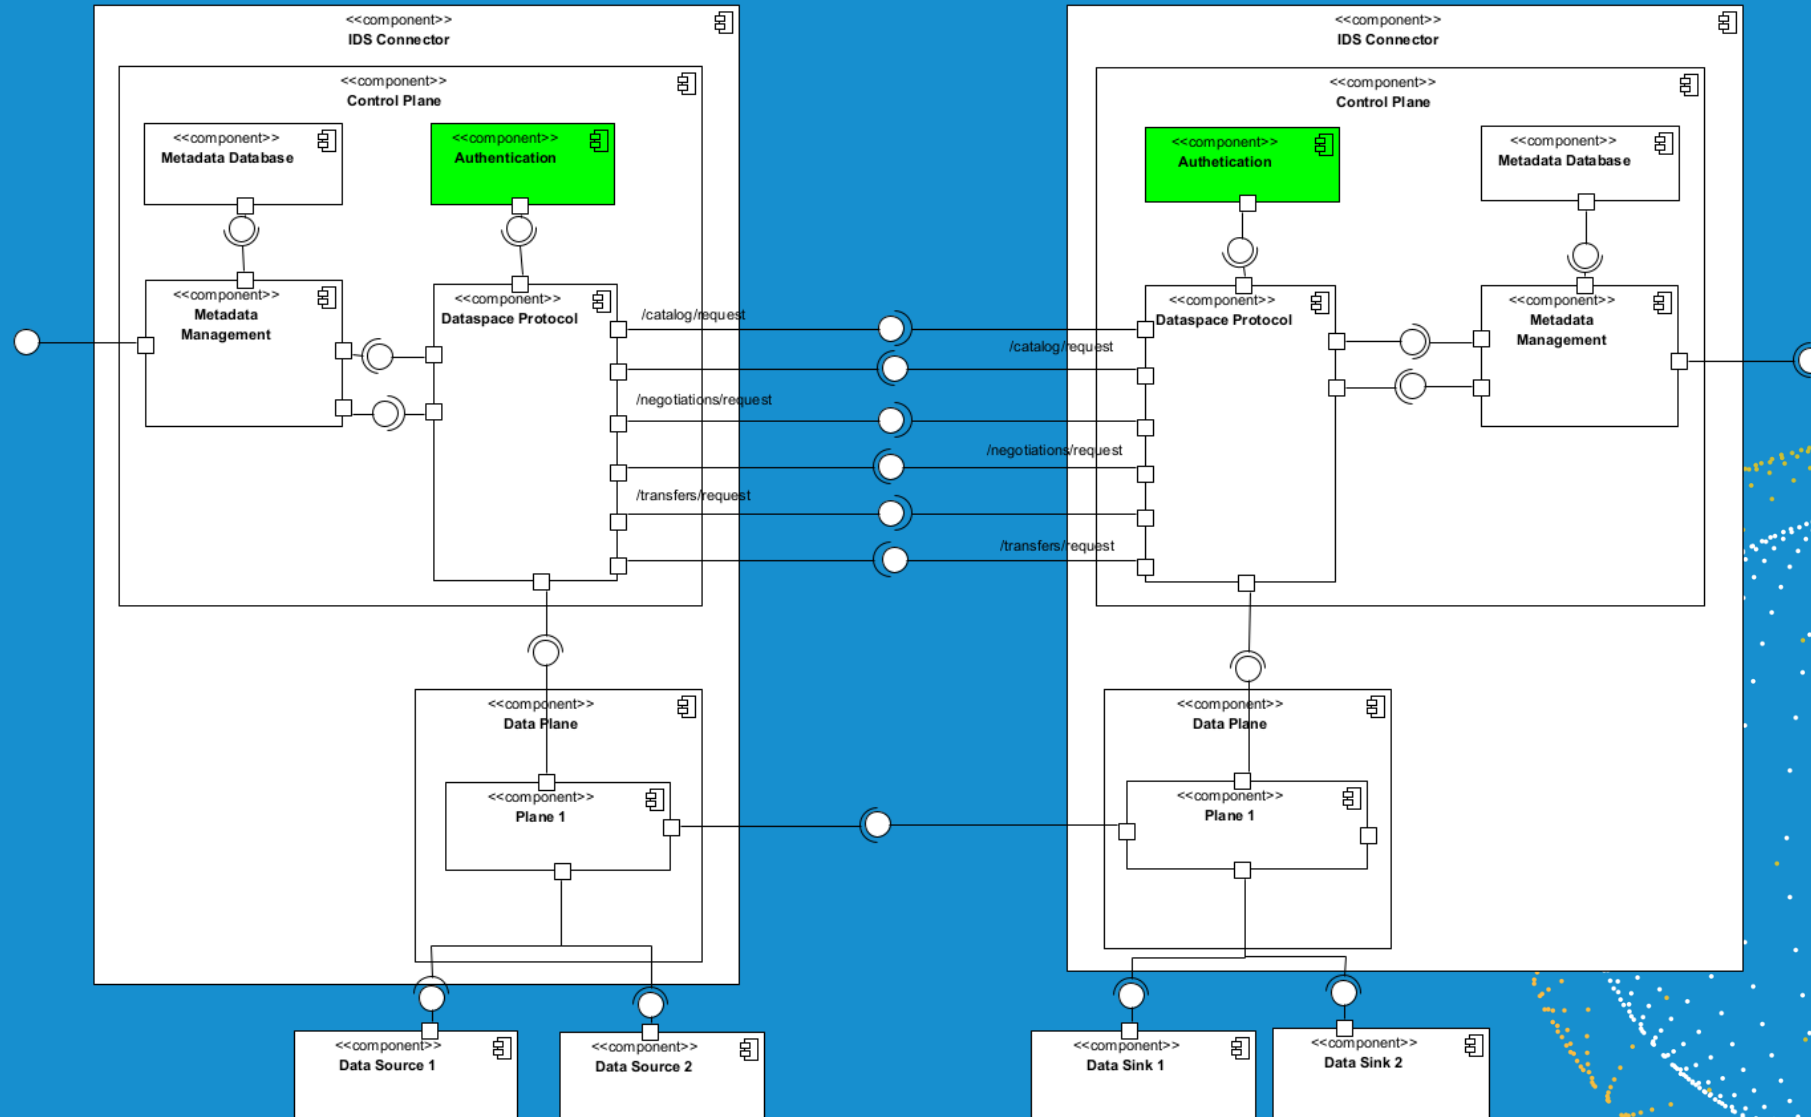 <<component>>
IDS Connector
<<component>>
Control Plane
<<component>>
Metadata Database
<<component>>
Authentication
<<component>>
Metadata
Management
<<component>>
Dataspace Protocol
/catalog/request
/negotiations/request
/transfers/request
<<component>>
Data Plane
<<component>>
Plane 1
<<component>>
Data Source 1
<<component>>
Data Source 2
<<component>>
IDS Connector
<<component>>
Control Plane
<<component>>
Authetication
<<component>>
Metadata Database
<<component>>
Dataspace Protocol
<<component>>
Metadata
Management
/catalog/request
/negotiations/request
/transfers/request
<<component>>
Data Plane
<<component>>
Plane 1
<<component>>
Data Sink 1
<<component>>
Data Sink 2